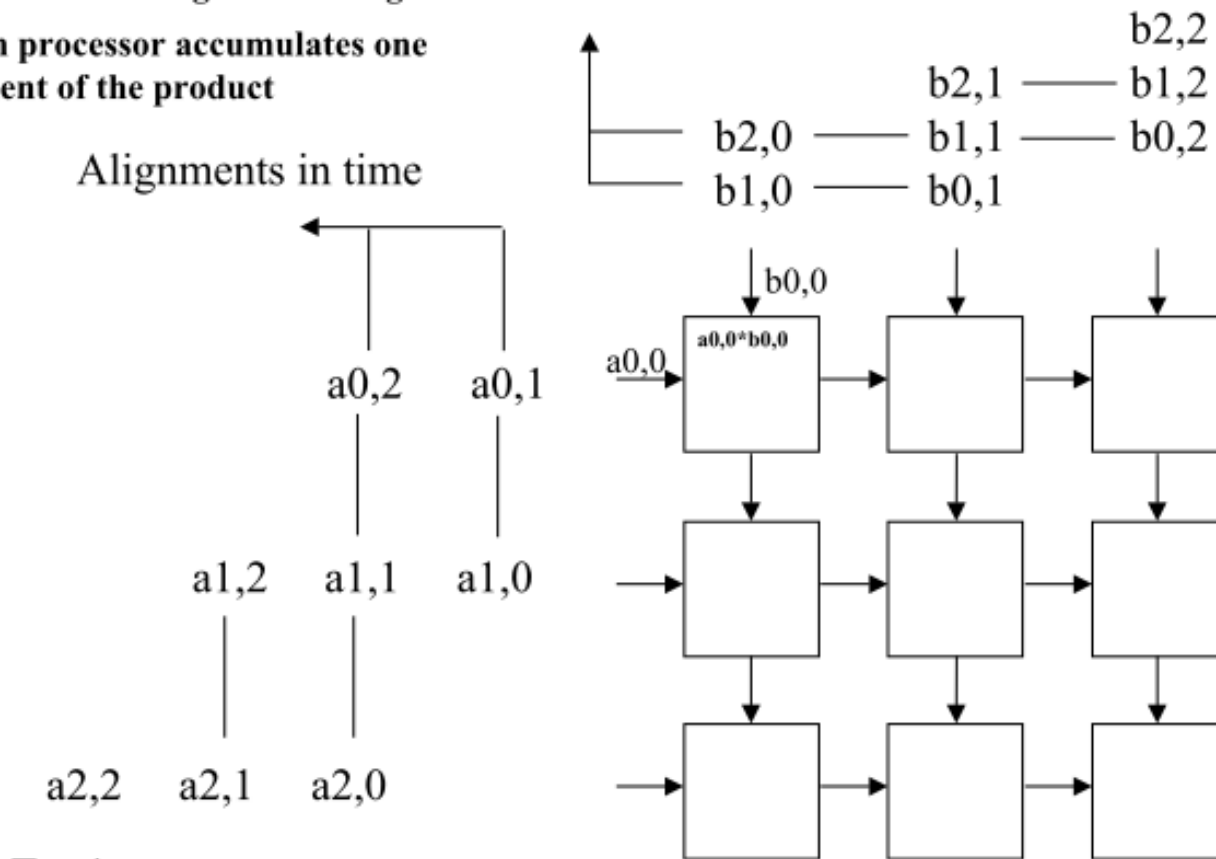 processor accumulates one
of the product
Alignments in time
b2,2
b2,1 b1,2
b2,0 b1,1 b0,2
b1,0 b0,1
b0,0
a0,0*b0,0
a0,0
a0,2 a0,1
a1,2 a1,1 a1,0
a2,2 a2,1 a2,0